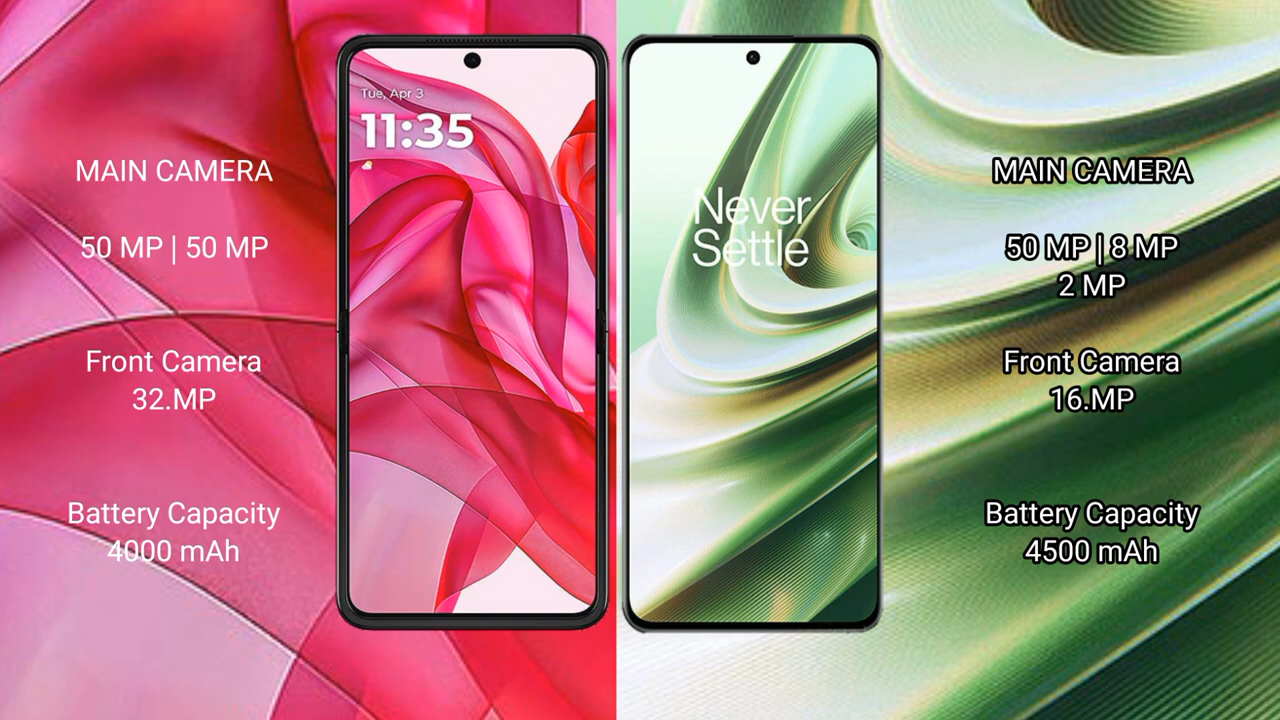 MAIN CAMERA
50 MP | 50 MP
Front Camera
32.MP
Battery Capacity
4000 mAh
Tue, Apr 3
11:35
Never
Settle
MAIN CAMERA
50 MP | 8 MP
2 MP
Front Camera
16.MP
Battery Capacity
4500 mAh